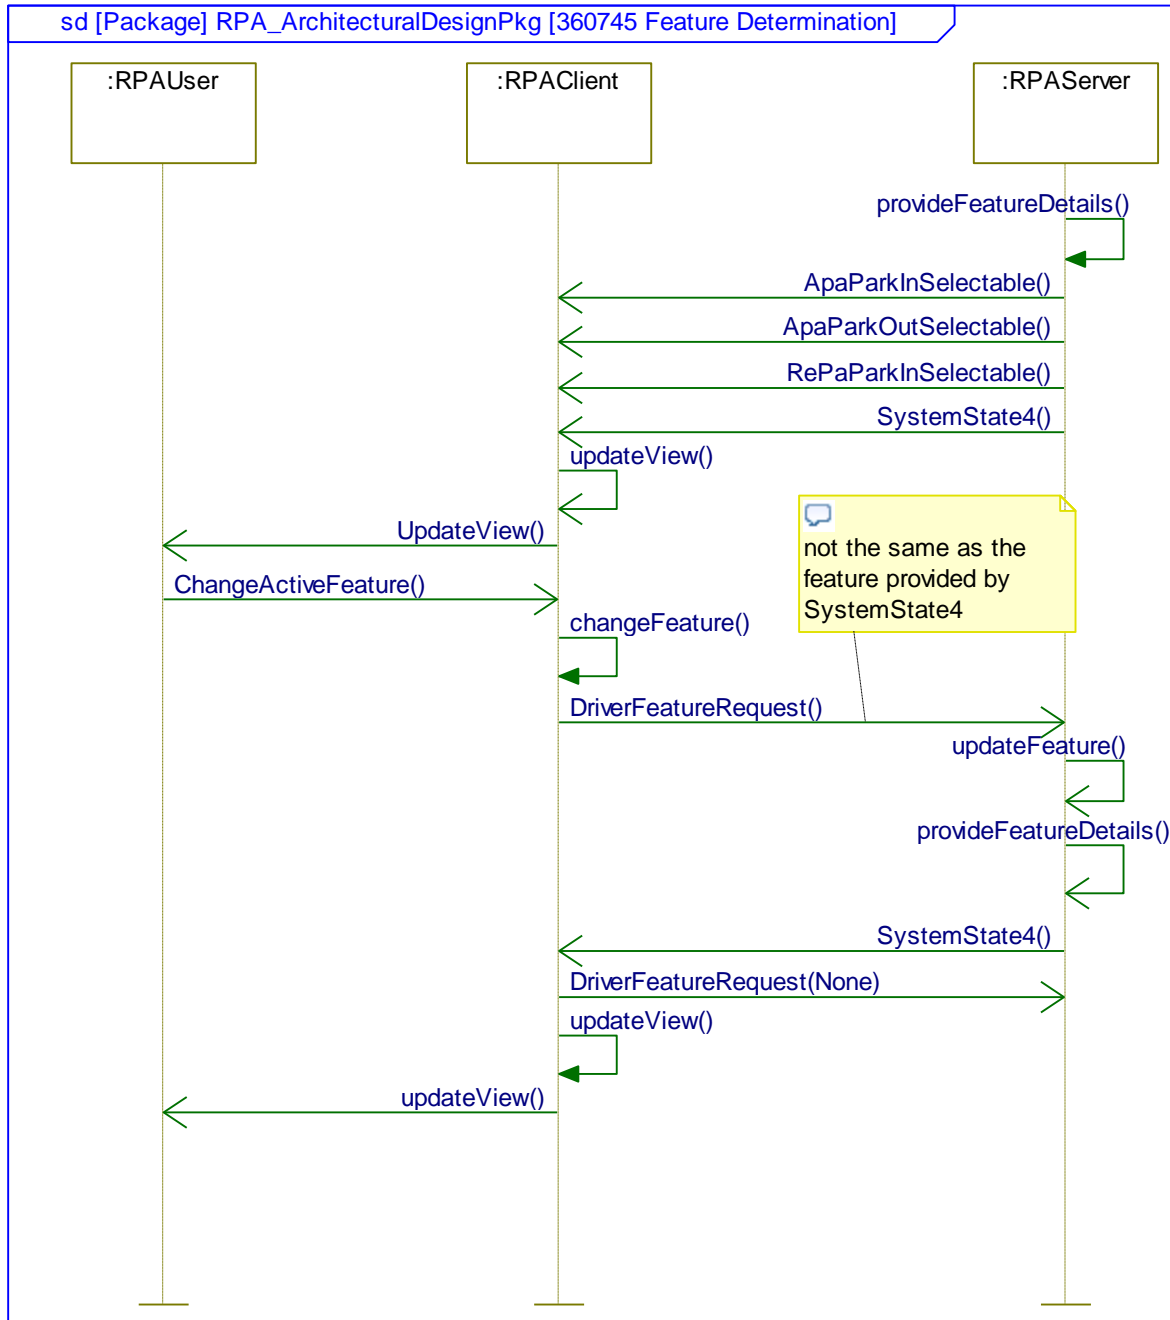 sd [Package] RPA_ArchitecturalDesignPkg [360745 Feature Determination]
:RPAUser
:RPAClient
:RPAServer
provideFeatureDetails()
ApaParkInSelectable()
ApaParkOutSelectable()
RePaParkInSelectable()
SystemState4()
updateView()
UpdateView()
not the same as the
feature provided by
SystemState4
ChangeActiveFeature()
changeFeature()
DriverFeatureRequest()
updateFeature()
provideFeatureDetails()
SystemState4()
DriverFeatureRequest(None)
updateView()
updateView()